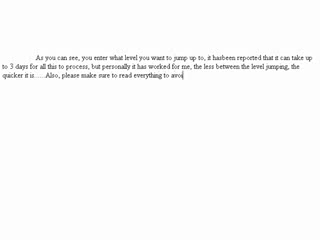 As you can see, you enter what level you want to jump up to, it hasbeen reported that it can take up
to 3 days for all this to process, but personally it has worked for me, the less between the level jumping, the
quicker it is.....Also, please make sure to read everything to avoi